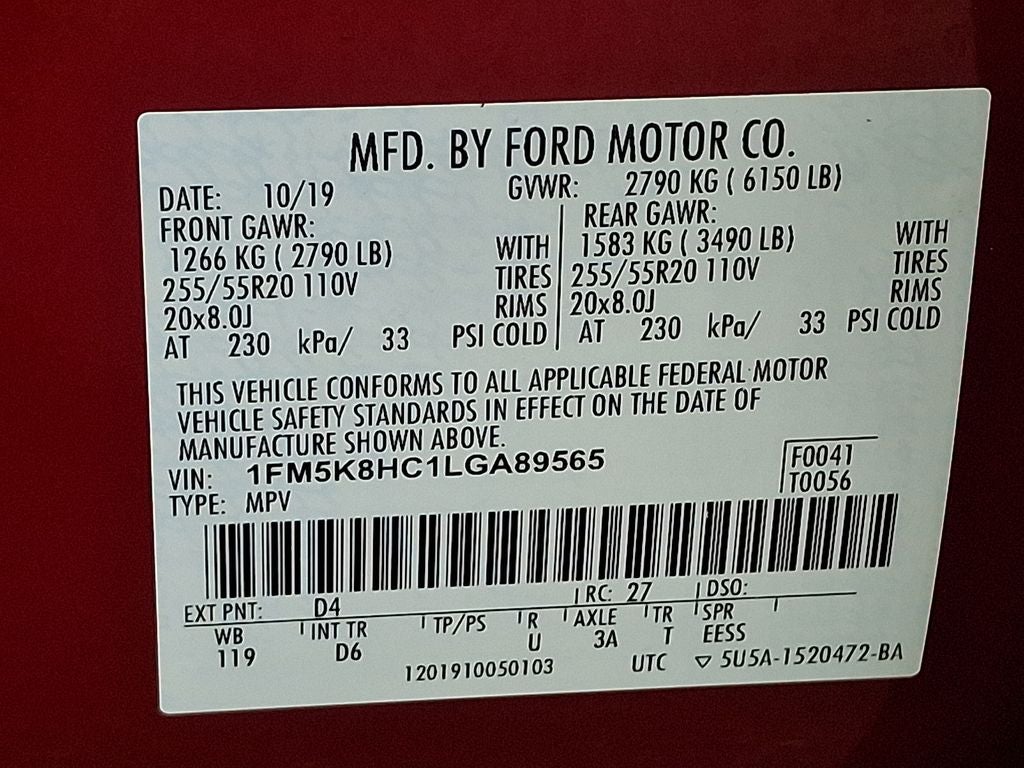 MFD. BY FORD MOTOR CO.
DATE: 10/19 GVWR: 2790 KG ( 6150 LB)
FRONT GAWR: REAR GAWR:
1266 KG ( 2790 LB) WITH 1583 KG ( 3490 LB) WITH
255/55R20 110V TIRES 255/55R20 110V TIRES
20x8.0J RIMS 20x8.0J RIMS
AT 230 kPa/ 33 PSI COLD AT 230 kPa/ 33 PSI COLD
THIS VEHICLE CONFORMS TO ALL APPLICABLE FEDERAL MOTOR
VEHICLE SAFETY STANDARDS IN EFFECT ON THE DATE OF
MANUFACTURE SHOWN ABOVE.
VIN: 1FM5K8HC1LGA89565 F0041
TYPE: MPV T0056
EXT PNT: D4 RC: 27 DSO:
WB INT TR TP/PS R AXLE TR SPR
119 D6 U 3A T EESS
1201910050103 UTC ▽ 5U5A-1520472-BA